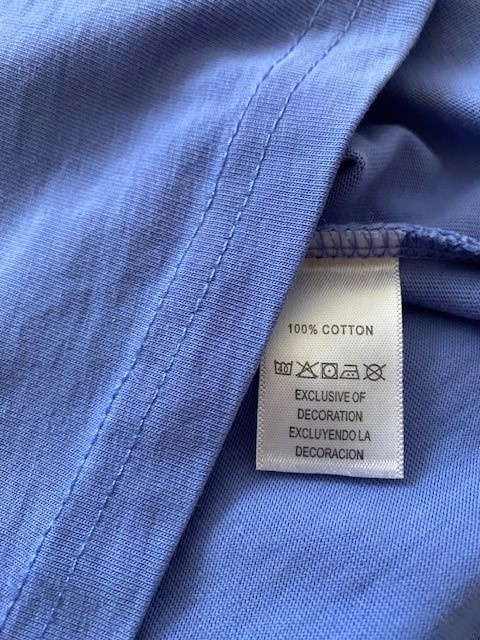 100% COTTON
EXCLUSIVE OF
DECORATION
EXCLUYENDO LA
DECORACION